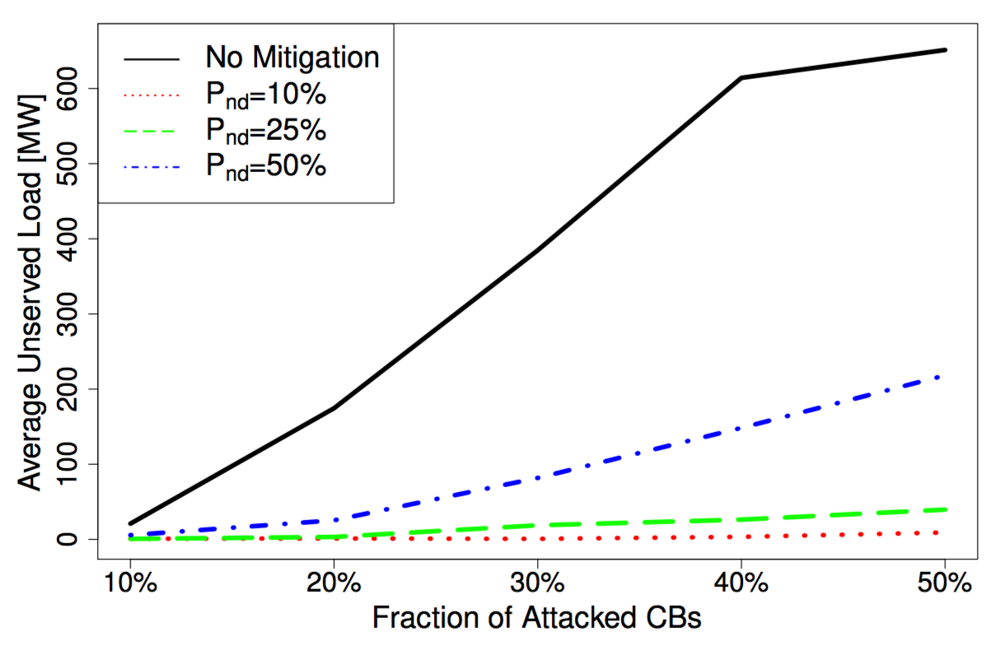 No Mitigation
Pnd=10%
Pnd=25%
Pnd=50%
Average Unserved Load [MW]
600
500
400
300
200
100
0
10% 20% 30% 40% 50%
Fraction of Attacked CBs